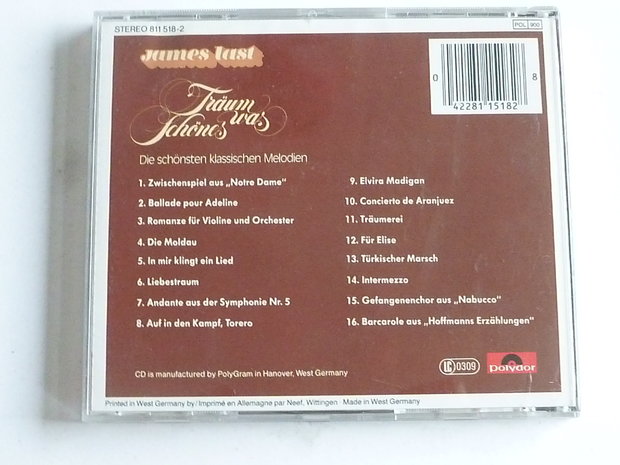 STEREO 811 518-2
POL 900
James Last
Träum was Schönes
Die schönsten klassischen Melodien
0 42281 15182 8
1. Zwischenspiel aus „Notre Dame“
2. Ballade pour Adeline
3. Romanze für Violine und Orchester
4. Die Moldau
5. In mir klingt ein Lied
6. Liebestraum
7. Andante aus der Symphonie Nr. 5
8. Auf in den Kampf, Torero
9. Elvira Madigan
10. Concierto de Aranjuez
11. Träumerei
12. Für Elise
13. Türkischer Marsch
14. Intermezzo
15. Gefangenenchor aus „Nabucco“
16. Barcarole aus „Hoffmanns Erzählungen“
CD is manufactured by PolyGram in Hanover, West Germany
LC 0309
polydor
Printed in West Germany by / Imprimé en Allemagne par Neef, Wittingen · Made in West Germany